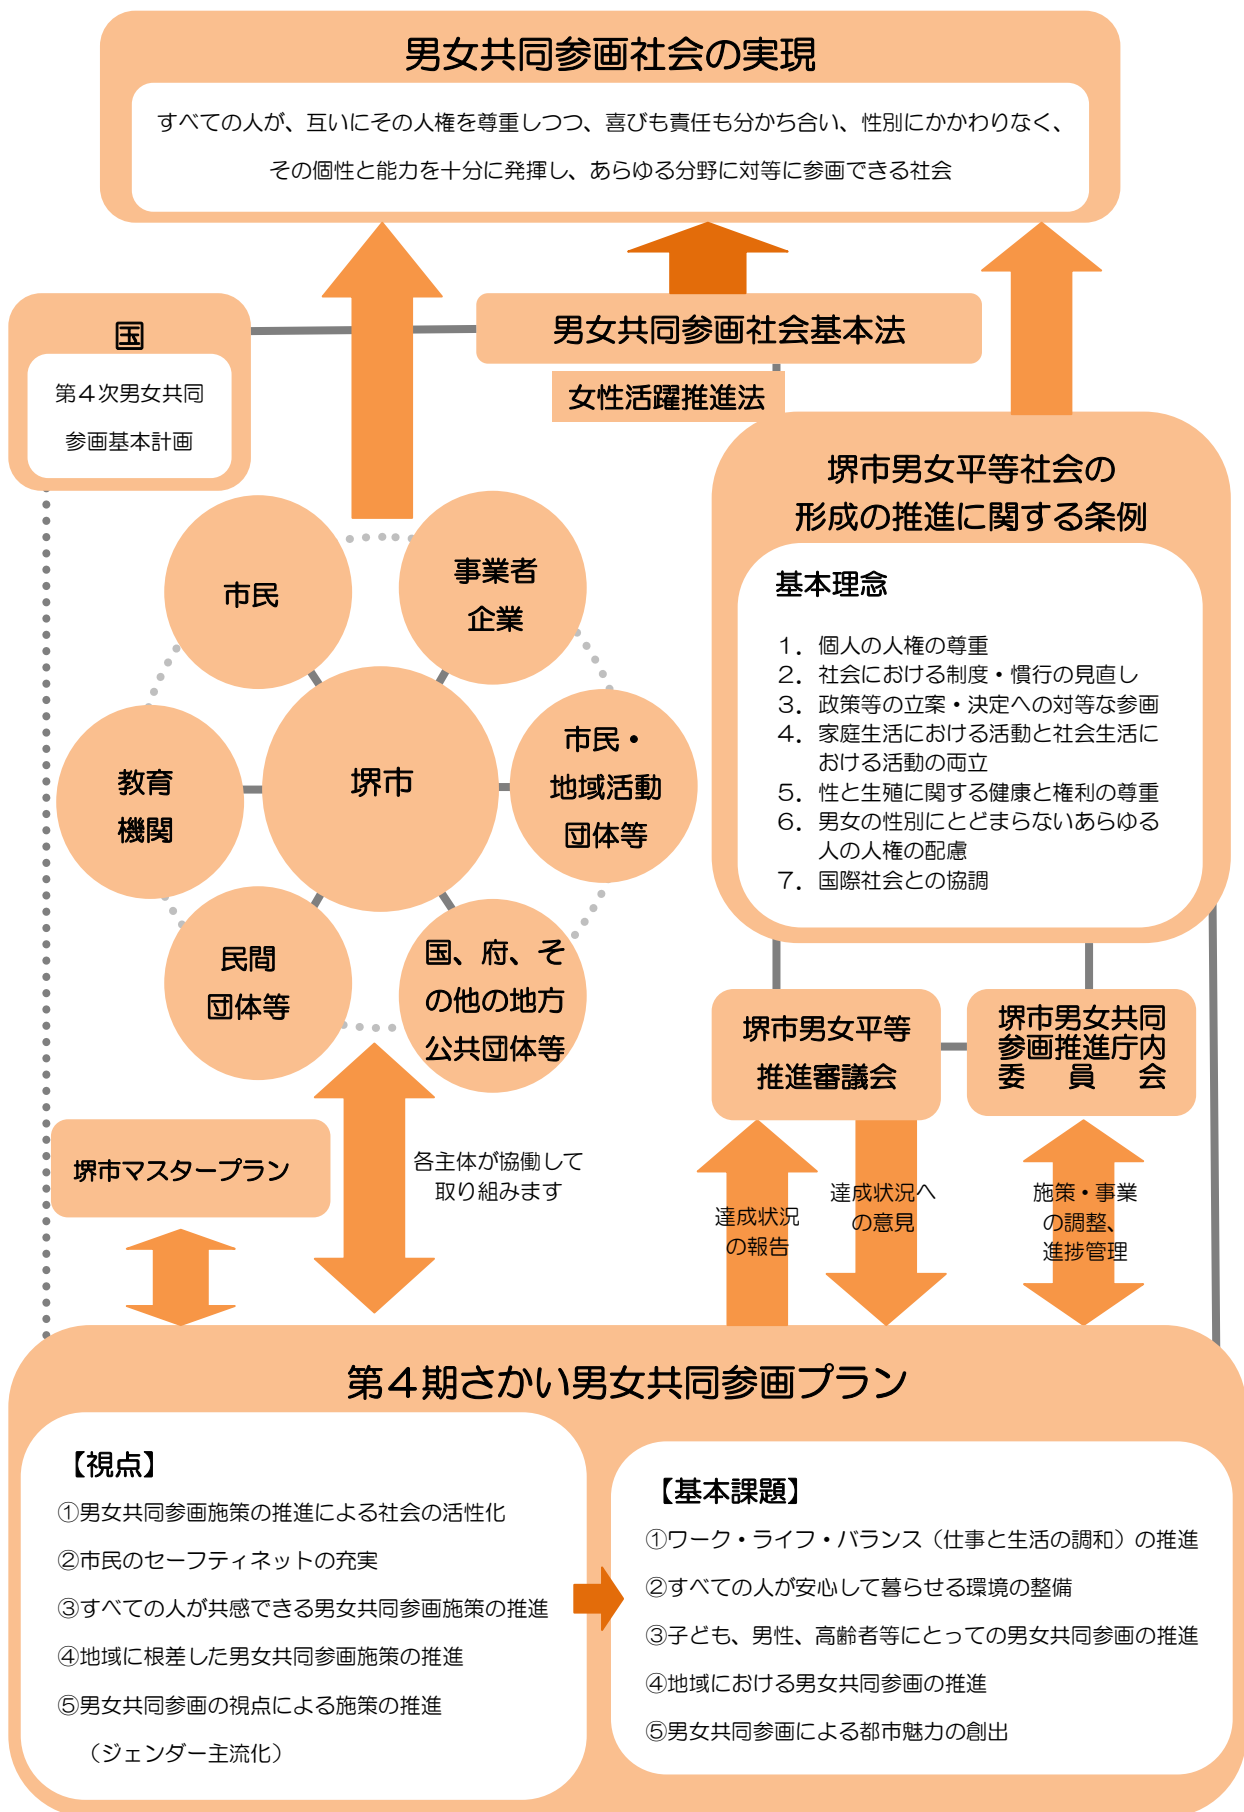 男女共同参画社会の実現
すべての人が、互いにその人権を尊重しつつ、喜びも責任も分かち合い、性別にかかわりなく、
その個性と能力を十分に発揮し、あらゆる分野に対等に参画できる社会
国
第４次男女共同
参画基本計画
男女共同参画社会基本法
女性活躍推進法
堺市男女平等社会の
形成の推進に関する条例
基本理念
１．個人の人権の尊重
２．社会における制度・慣行の見直し
３．政策等の立案・決定への対等な参画
４．家庭生活における活動と社会生活に
おける活動の両立
５．性と生殖に関する健康と権利の尊重
６．男女の性別にとどまらないあらゆる
人の人権の配慮
７．国際社会との協調
市民
事業者
企業
教育
機関
堺市
市民・
地域活動
団体等
民間
団体等
国、府、そ
の他の地方
公共団体等
堺市男女平等
推進審議会
堺市男女共同
参画推進庁内
委員会
堺市マスタープラン
各主体が協働して
取り組みます
達成状況
の報告
達成状況へ
の意見
施策・事業
の調整、
進捗管理
第４期さかい男女共同参画プラン
【視点】
①男女共同参画施策の推進による社会の活性化
②市民のセーフティネットの充実
③すべての人が共感できる男女共同参画施策の推進
④地域に根差した男女共同参画施策の推進
⑤男女共同参画の視点による施策の推進
（ジェンダー主流化）
【基本課題】
①ワーク・ライフ・バランス（仕事と生活の調和）の推進
②すべての人が安心して暮らせる環境の整備
③子ども、男性、高齢者等にとっての男女共同参画の推進
④地域における男女共同参画の推進
⑤男女共同参画による都市魅力の創出